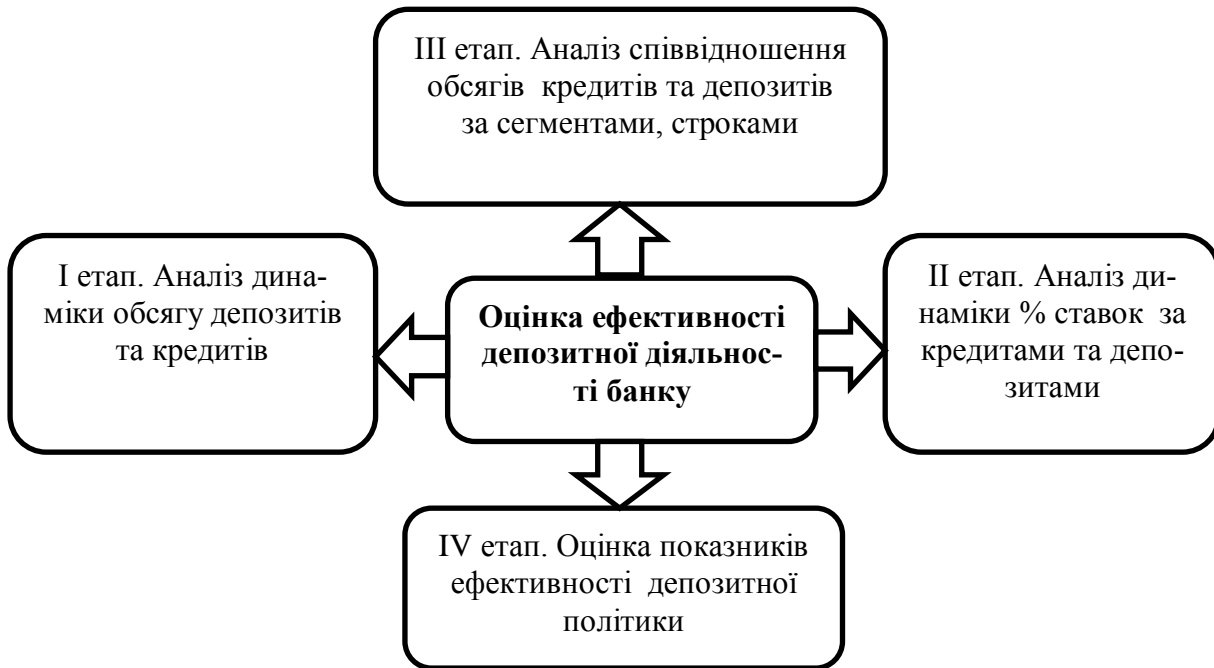 III етап. Аналіз співвідношення
обсягів кредитів та депозитів
за сегментами, строками
I етап. Аналіз дина-
міки обсягу депозитів
та кредитів
Оцінка ефективності
депозитної діяльнос-
ті банку
II етап. Аналіз ди-
наміки % ставок за
кредитами та депо-
зитами
IV етап. Оцінка показників
ефективності депозитної
політики